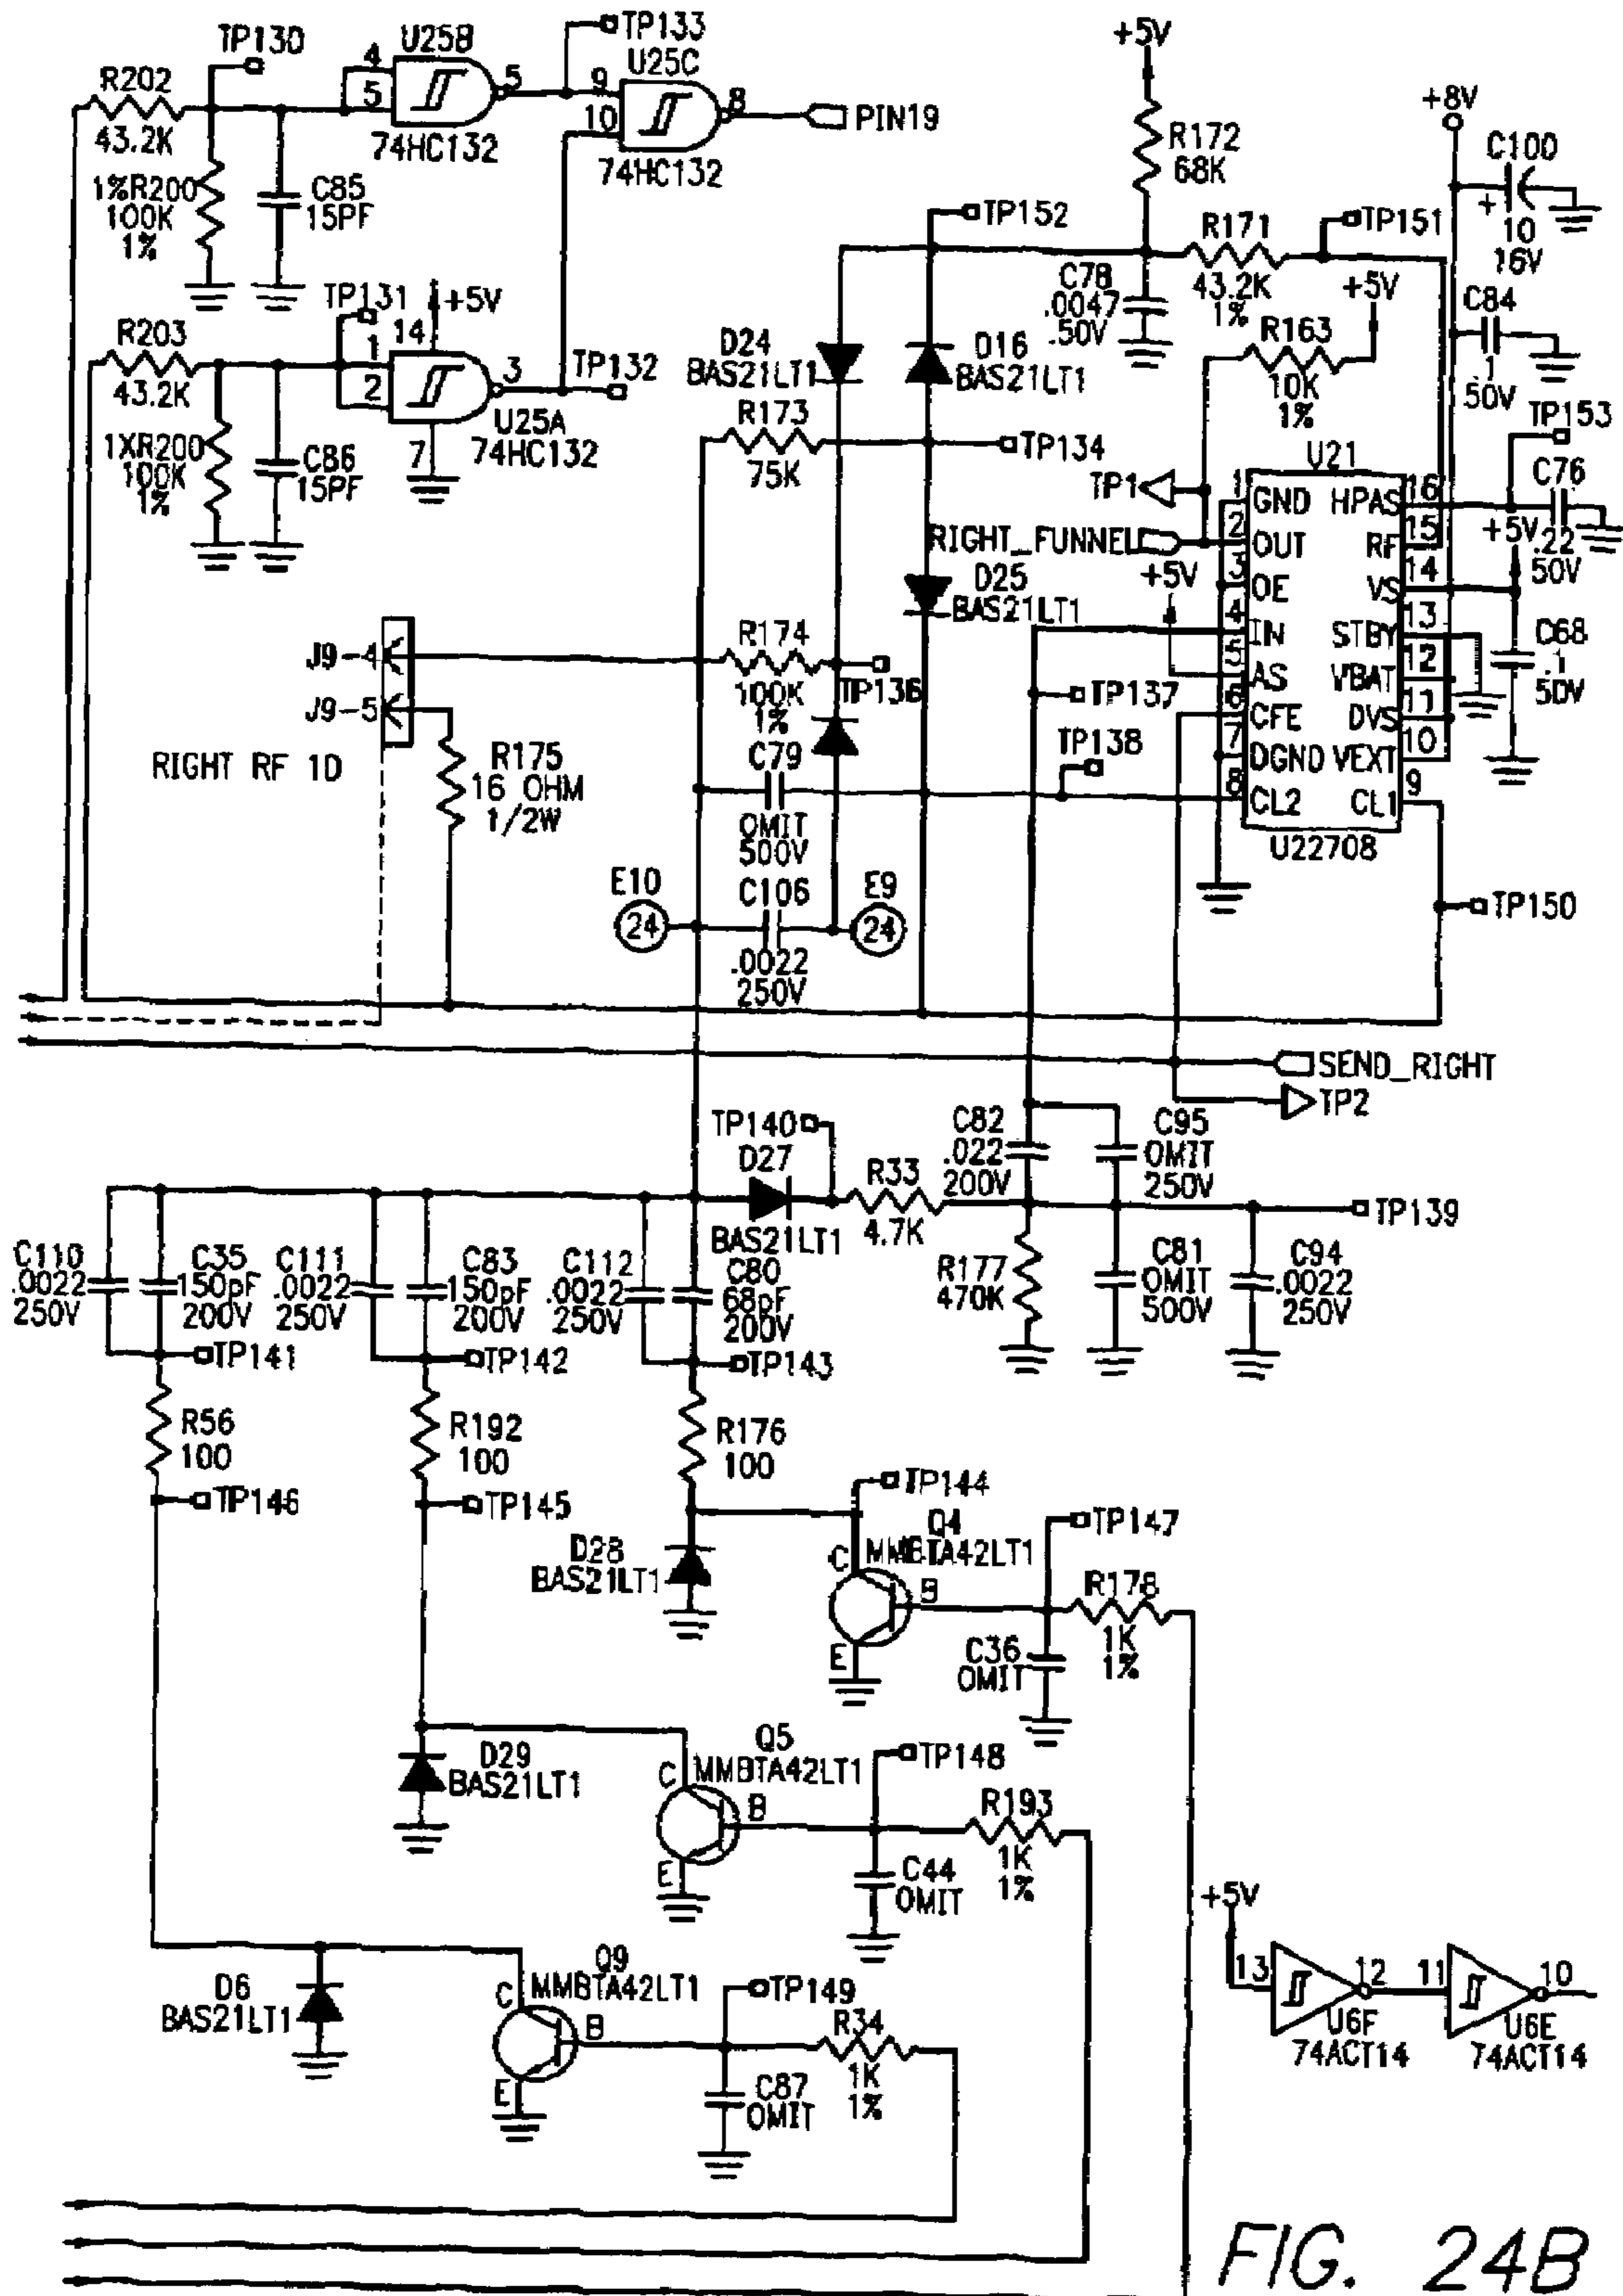 TP130
U25B
TP133
U25C
R202
43.2K
4
5
5
74HC132
9
10
8
74HC132
PIN19
1%R200
100K
1%
C85
15PF
TP131
+5V
14
R203
43.2K
1
2
3
7
TP132
U25A
74HC132
1XR200
100K
1%
C86
15PF
+5V
R172
68K
+8V
C100
+
10
16V
TP152
R171
43.2K
1%
TP151
C78
.0047
.50V
+5V
C84
.1
50V
R163
10K
1%
D24
BAS21LT1
D16
BAS21LT1
R173
75K
TP134
TP153
TP1
U21
C76
.22
50V
RIGHT_FUNNEL
D25
BAS21LT1
+5V
+5V
1 GND HPAS 16
2 OUT RF 15
3 OE VS 14
4 IN STBY 13
5 AS VBAT 12
6 CFE DVS 11
7 DGND VEXT 10
8 CL2 CL1 9
U22708
C68
.1
50V
J9-4
J9-5
RIGHT RF 1D
R174
100K
1%
TP136
TP137
TP138
R175
16 OHM
1/2W
C79
OMIT
500V
E10
24
C106
.0022
250V
E9
24
TP150
SEND_RIGHT
TP2
TP140
D27
BAS21LT1
R33
4.7K
C82
.022
200V
C95
OMIT
250V
TP139
C110
.0022
250V
C35
150pF
200V
C111
.0022
250V
C83
150pF
200V
C112
.0022
250V
C80
68pF
200V
R177
470K
C81
OMIT
500V
C94
.0022
250V
TP141
TP142
TP143
R56
100
R192
100
R176
100
TP146
TP145
TP144
D28
BAS21LT1
Q4
MMBTA42LT1
C
B
E
TP147
R178
1K
1%
C36
OMIT
D29
BAS21LT1
Q5
MMBTA42LT1
C
B
E
TP148
R193
1K
1%
C44
OMIT
D6
BAS21LT1
Q9
MMBTA42LT1
C
B
E
TP149
R34
1K
1%
C87
OMIT
+5V
13
12
11
10
U6F
74ACT14
U6E
74ACT14
FIG. 24B